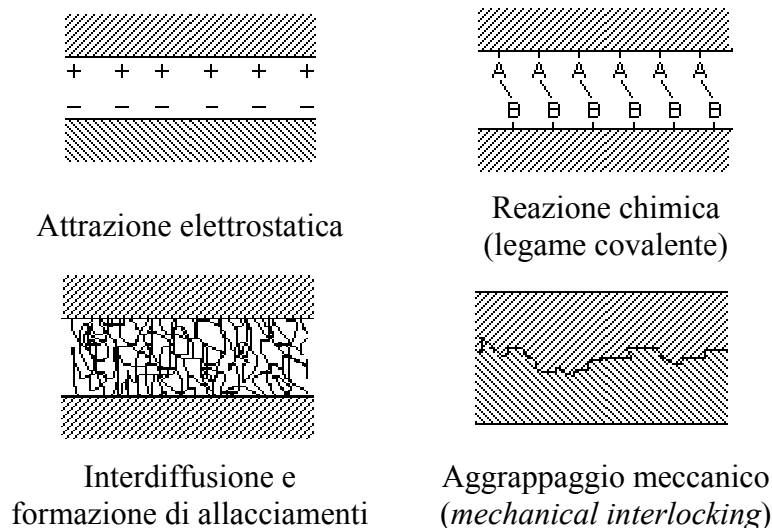 + + + + + +
– – – – – –
Attrazione elettrostatica
A A A A A A
B B B B B B
Reazione chimica
(legame covalente)
Interdiffusione e
formazione di allacciamenti
Aggrappaggio meccanico
(mechanical interlocking)